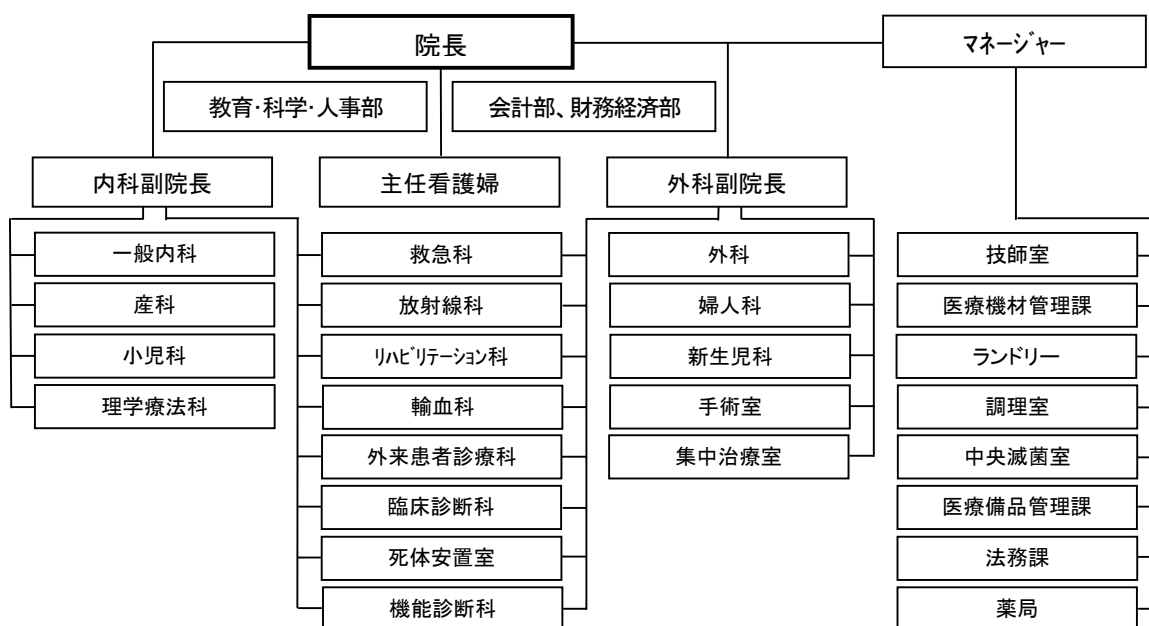 院長
マネージャー
教育・科学・人事部
会計部、財務経済部
内科副院長
主任看護婦
外科副院長
一般内科
産科
小児科
理学療法科
救急科
放射線科
リハビリテーション科
輸血科
外来患者診療科
臨床診断科
死体安置室
機能診断科
外科
婦人科
新生児科
手術室
集中治療室
技師室
医療機材管理課
ランドリー
調理室
中央滅菌室
医療備品管理課
法務課
薬局